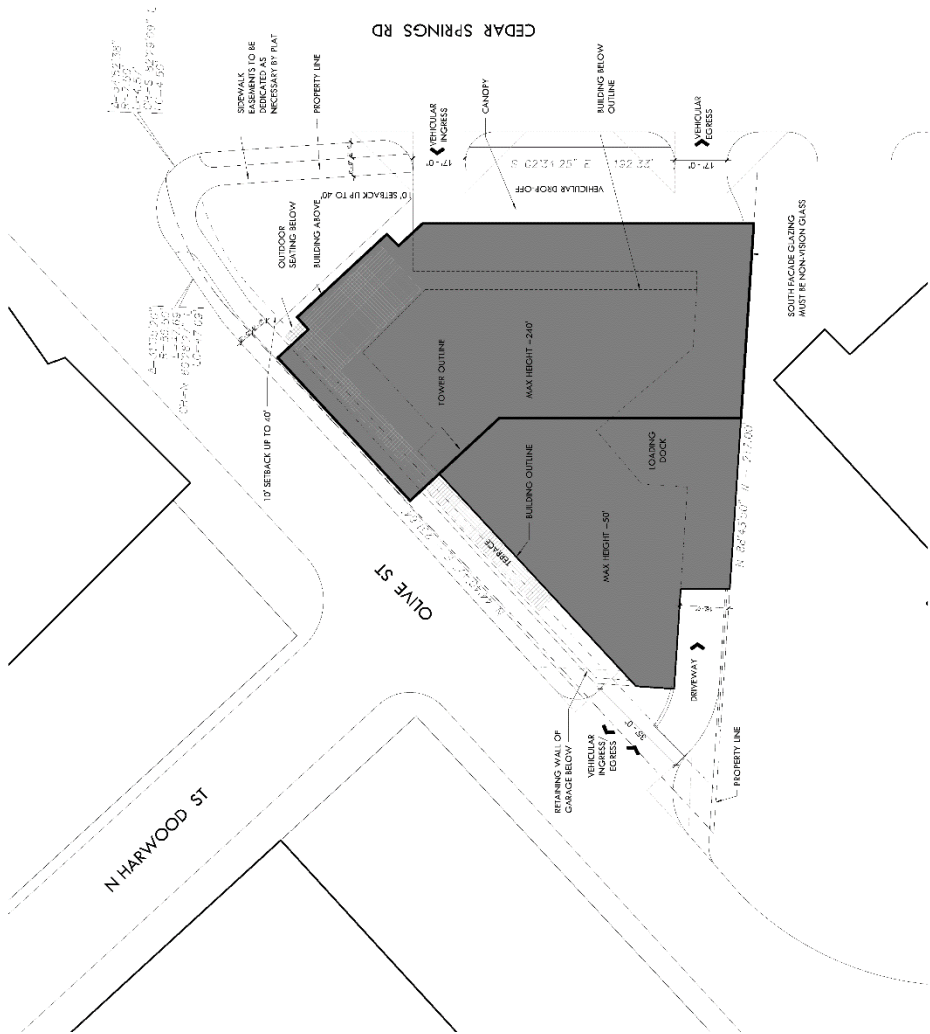 CEDAR SPRINGS RD
SIDEWALK
EASEMENTS TO BE
DEDICATED AS
NECESSARY BY PLAT
PROPERTY LINE
VEHICULAR
INGRESS
17'-0"
CANOPY
BUILDING BELOW
OUTLINE
VEHICULAR
EGRESS
17'-0"
VEHICULAR DROP-OFF
10' SETBACK UP TO 40'
OUTDOOR
SEATING BELOW
BUILDING ABOVE
10' SETBACK UP TO 40'
TOWER OUTLINE
MAX HEIGHT –240'
SOUTH FACADE GLAZING
MUST BE NON-VISION GLASS
BUILDING OUTLINE
LOADING
DOCK
MAX HEIGHT –50'
TERRACE
OLIVE ST
N HARWOOD ST
RETAINING WALL OF
GARAGE BELOW
VEHICULAR
INGRESS/
EGRESS
35'-0"
DRIVEWAY
PROPERTY LINE